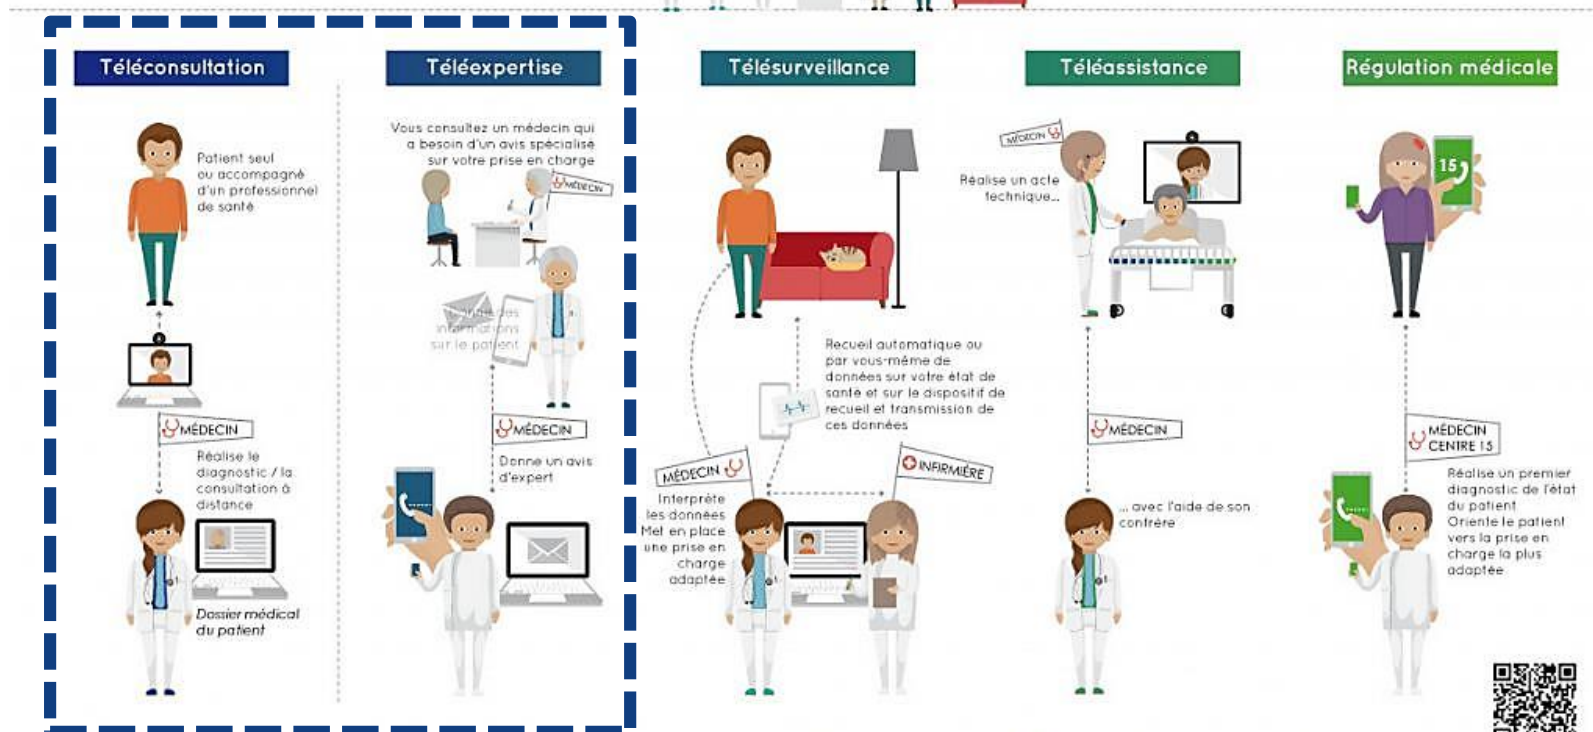 Téléconsultation
Patient seul
ou accompagné
d'un professionnel
de santé
MÉDECIN
Réalise le
diagnostic / la
consultation à
distance
Dossier médical
du patient
Téléexpertise
Vous consultez un médecin qui
a besoin d'un avis spécialisé
sur votre prise en charge
MÉDECIN
des
informations
sur le patient
MÉDECIN
Donne un avis
d'expert
Télésurveillance
Recueil automatique ou
par vous-même de
données sur votre état de
santé et sur le dispositif de
recueil et transmission de
ces données
MÉDECIN
INFIRMIÈRE
Interprète
les données
Met en place
une prise en
charge
adaptée
Téléassistance
MÉDECIN
Réalise un acte
technique...
MÉDECIN
... avec l'aide de son
confrère
Régulation médicale
15
MÉDECIN
CENTRE 15
Réalise un premier
diagnostic de l'état
du patient
Oriente le patient
vers la prise en
charge la plus
adaptée